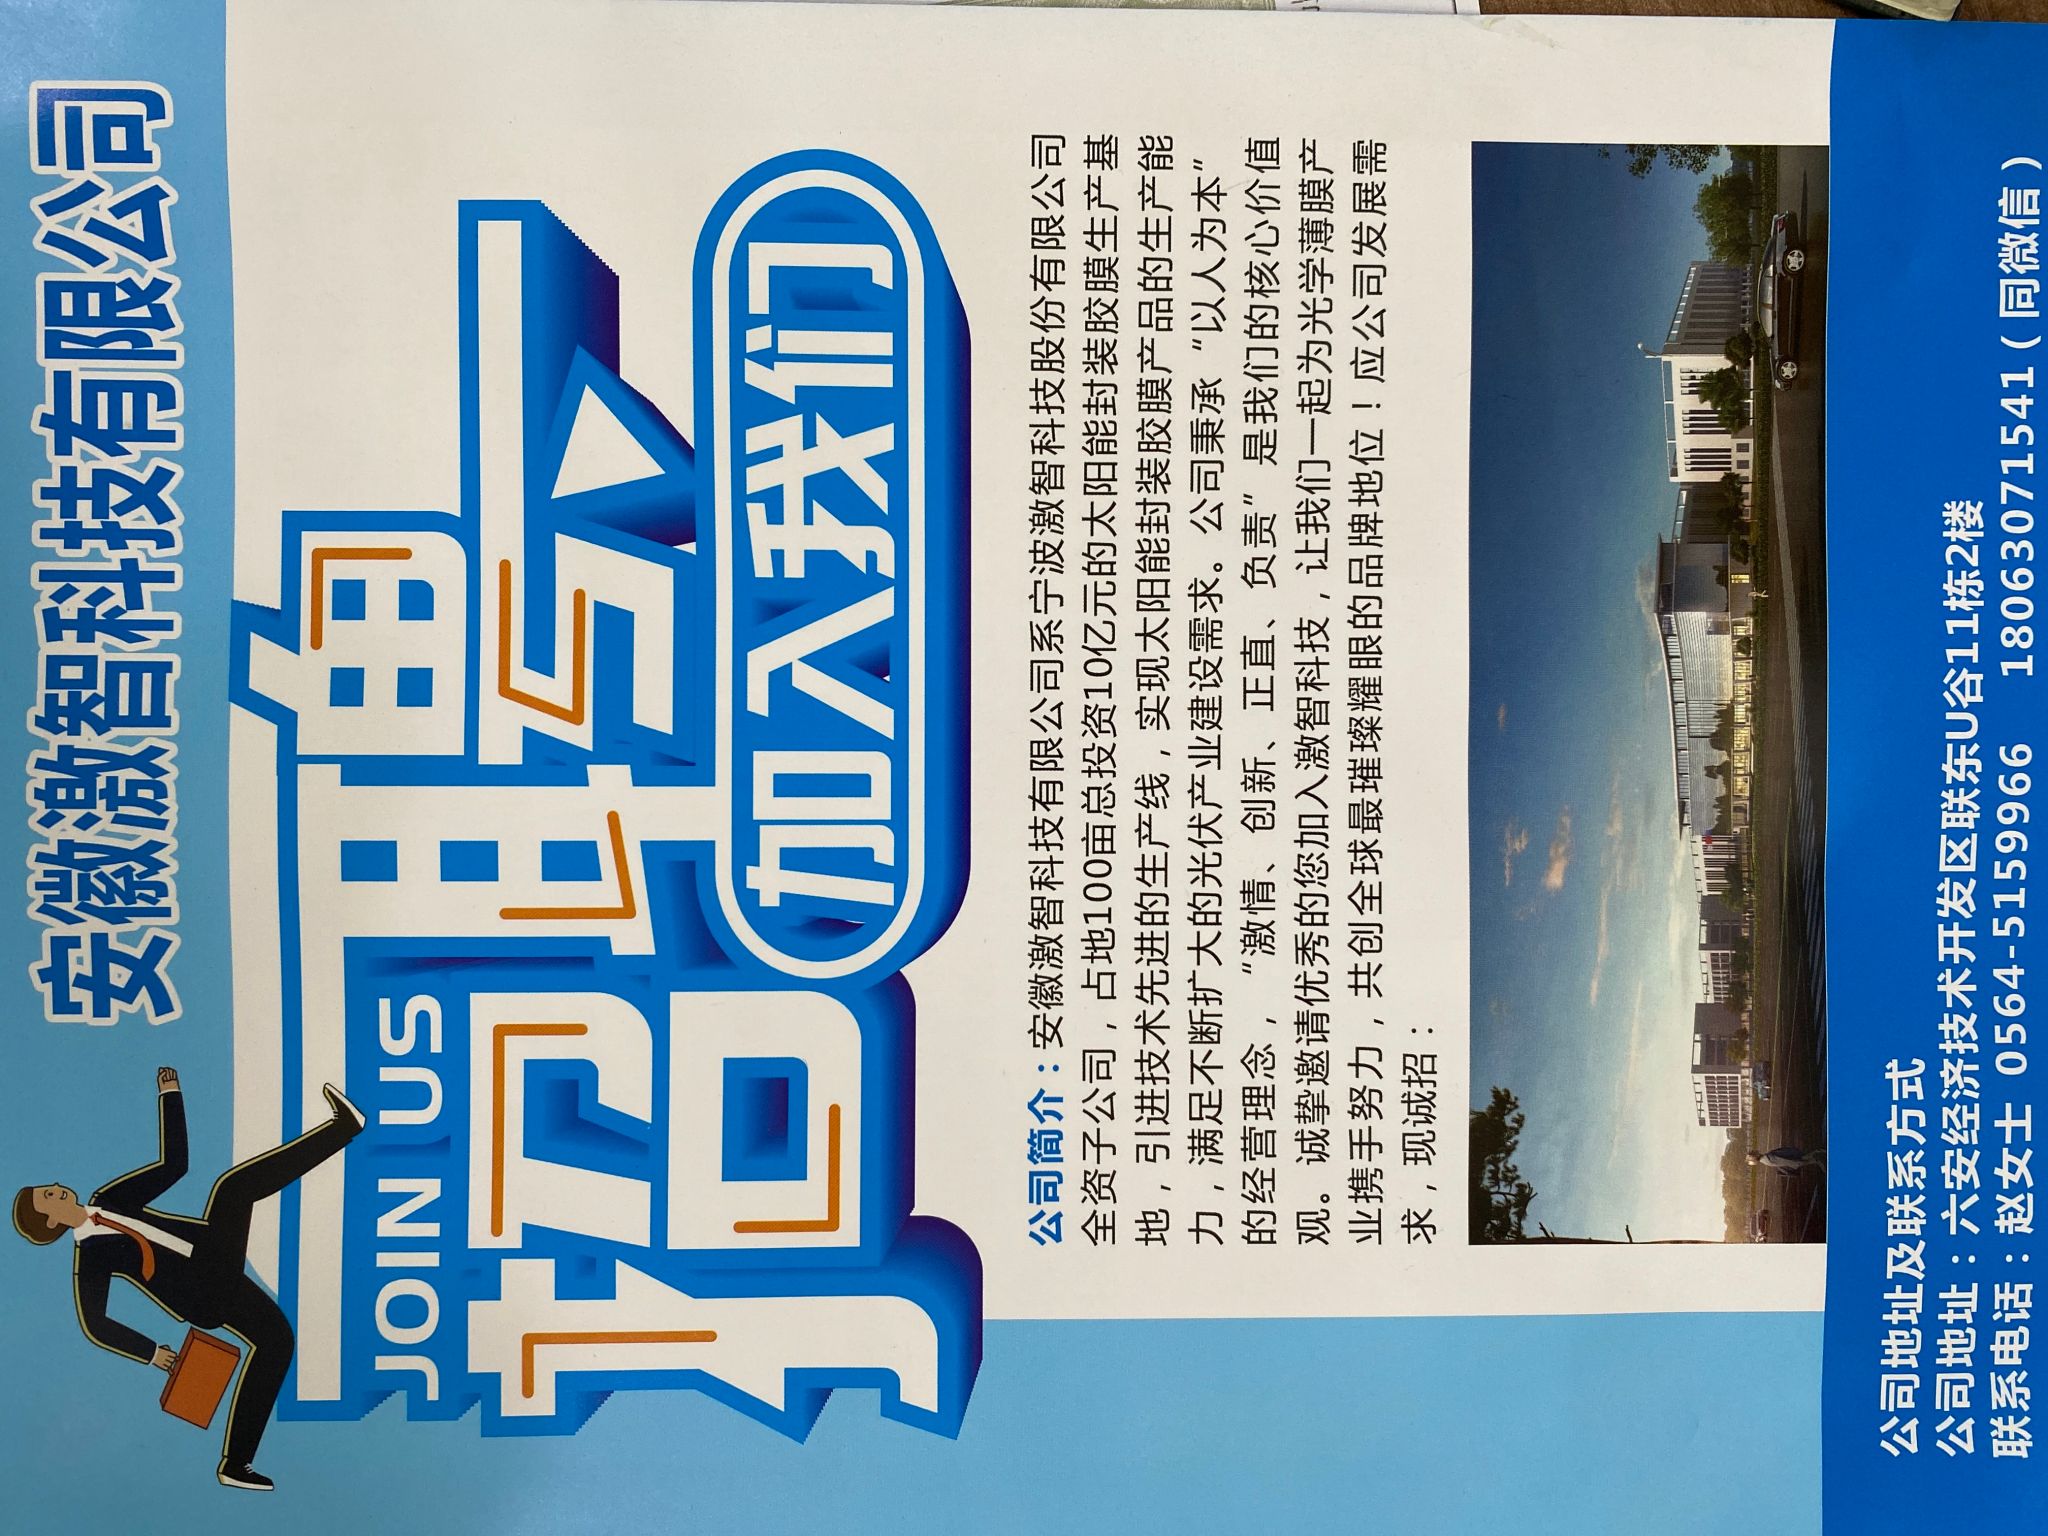 安徽激智科技有限公司
JOIN US
招聘
加入我们
公司简介：安徽激智科技有限公司系宁波激智科技股份有限公司
全资子公司，占地100亩总投资10亿元的太阳能封装胶膜生产基
地，引进技术先进的生产线，实现太阳能封装胶膜产品的生产能
力，满足不断扩大的光伏产业建设需求。公司秉承“以人为本”
的经营理念，“激情、创新、正直、负责”是我们的核心价值
观。诚挚邀请优秀的您加入激智科技，让我们一起为光学薄膜产
业携手努力，共创全球最璀璨耀眼的品牌地位！应公司发展需
求，现诚招：
公司地址及联系方式
公司地址：六安经济技术开发区联东U谷11栋2楼
联系电话：赵女士 0564-5159966 18063071541（同微信）